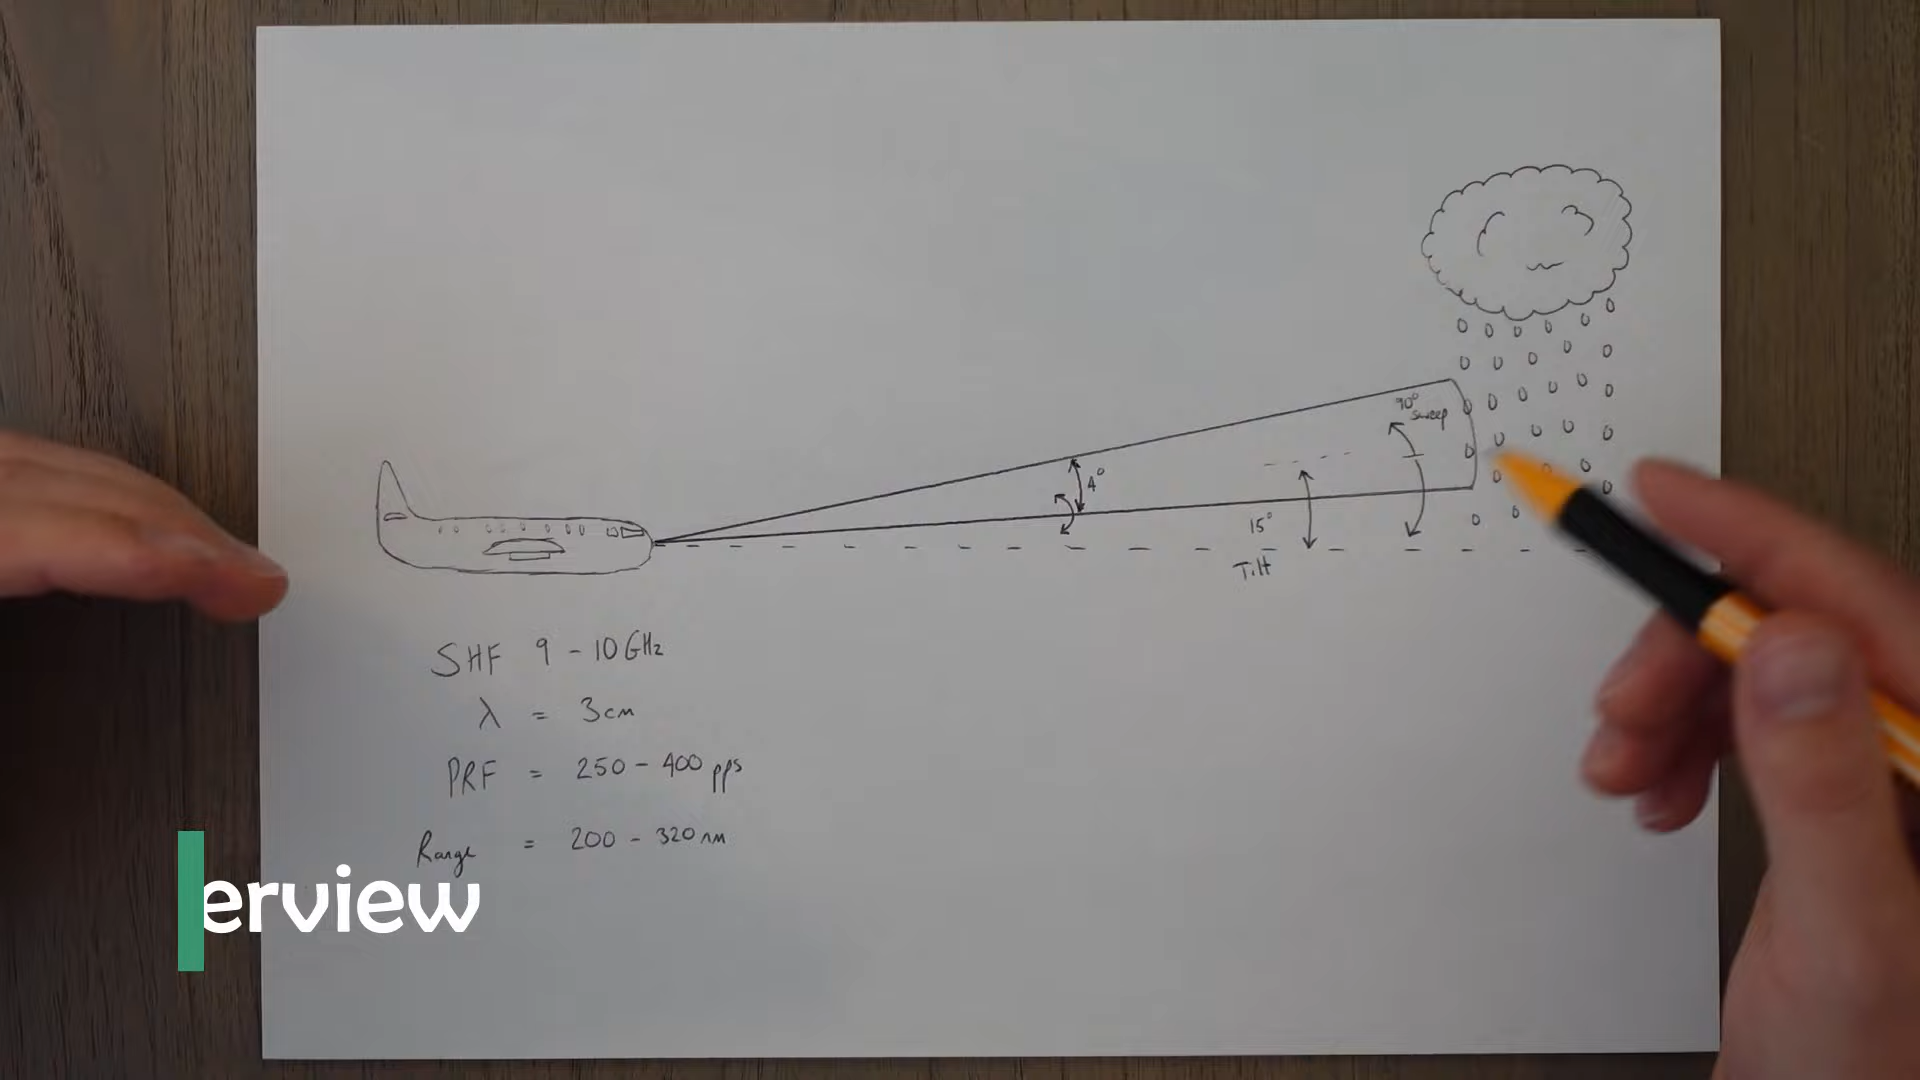 90°
sweep
4°
15°
Tilt
SHF 9 - 10 GHz
λ = 3cm
PRF = 250 - 400 pps
Range = 200 - 320 nm
erview